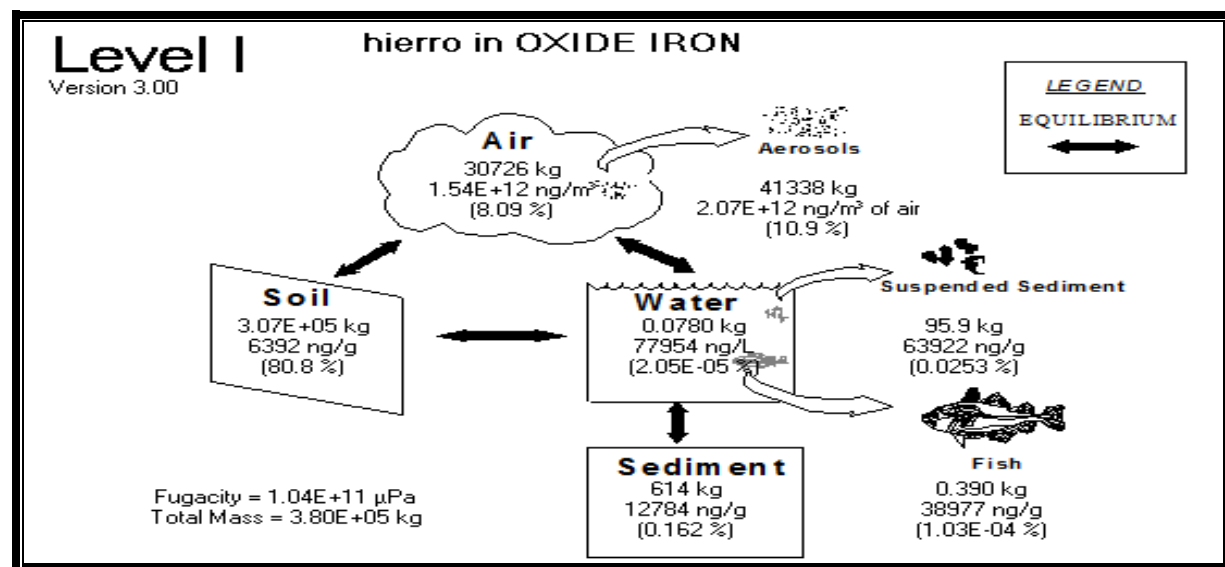 Level I
hierro in OXIDE IRON
Version 3.00
LEGEND
EQUILIBRIUM
Air
30726 kg
1.54E+12 ng/m³
(8.09 %)
Aerosols
41338 kg
2.07E+12 ng/m³ of air
(10.9 %)
Soil
3.07E+05 kg
6392 ng/g
(80.8 %)
Water
0.0780 kg
77954 ng/L
(2.05E-05 %)
Suspended Sediment
95.9 kg
63922 ng/g
(0.0253 %)
Sediment
614 kg
12784 ng/g
(0.162 %)
Fish
0.390 kg
38977 ng/g
(1.03E-04 %)
Fugacity = 1.04E+11 µPa
Total Mass = 3.80E+05 kg